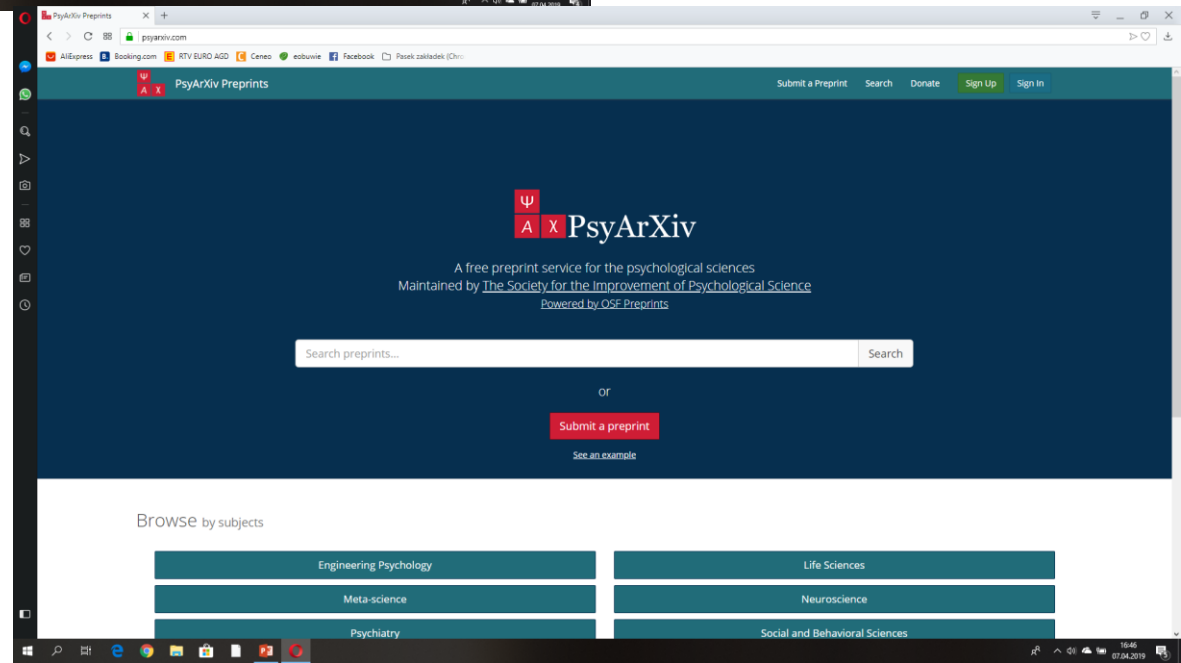 07.04.2019
PsyArXiv Preprints
psyarxiv.com
AliExpress Booking.com RTV EURO AGD Ceneo eobuwie Facebook Pasek zakładek (Chro
Ψ
A X
PsyArXiv Preprints
Submit a Preprint Search Donate Sign Up Sign In
Ψ
A X PsyArXiv
A free preprint service for the psychological sciences
Maintained by The Society for the Improvement of Psychological Science
Powered by OSF Preprints
Search preprints... Search
or
Submit a preprint
See an example
Browse by subjects
Engineering Psychology Life Sciences
Meta-science Neuroscience
Psychiatry Social and Behavioral Sciences
16:46
07.04.2019